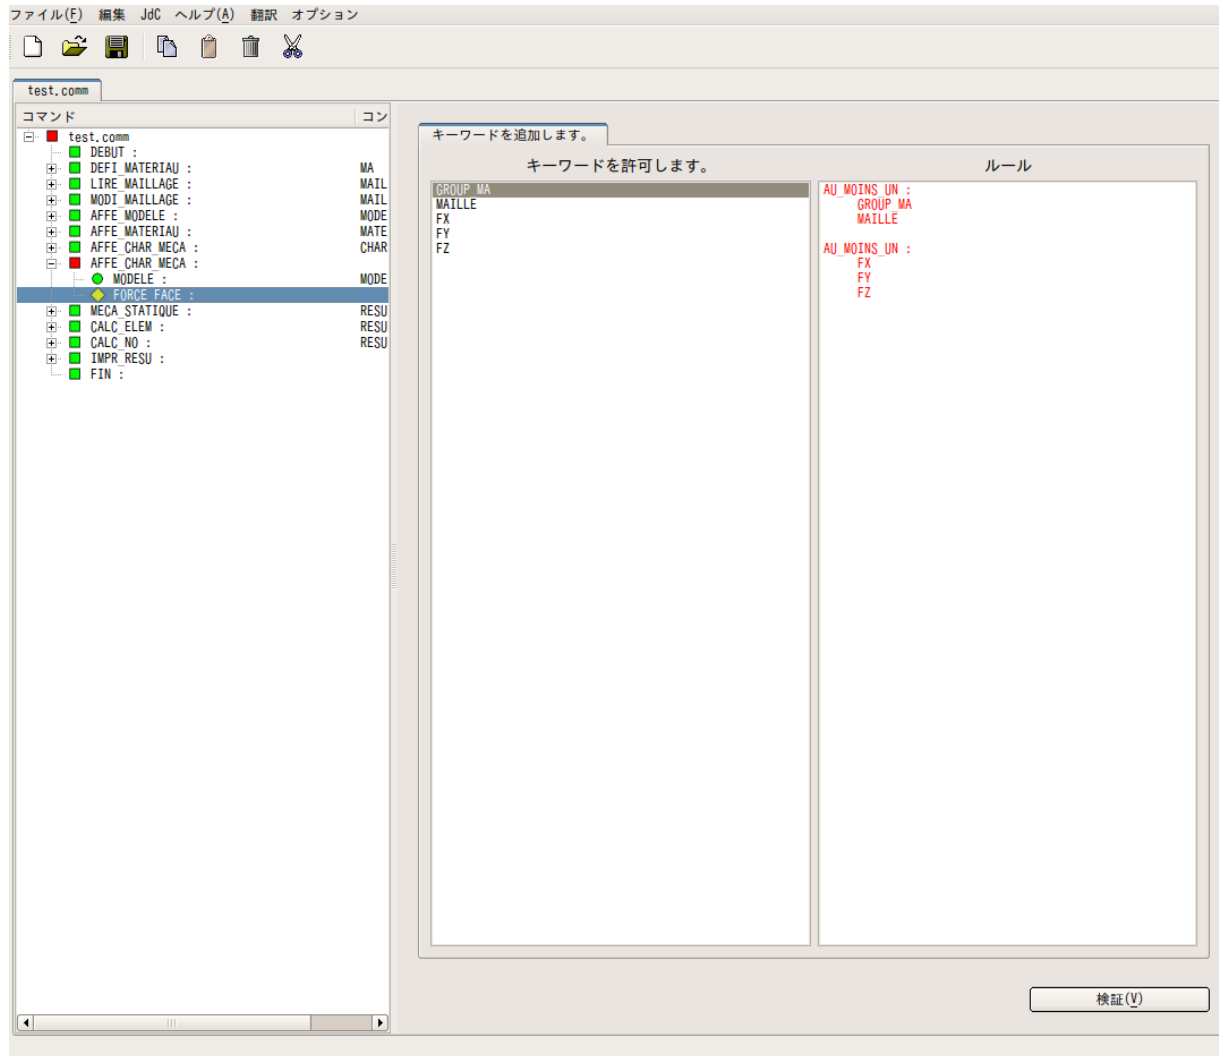 ファイル(F) 編集 JdC ヘルプ(A) 翻訳 オプション
test.comm
コマンド コン
test.comm
DEBUT :
DEFI_MATERIAU : MA
LIRE_MAILLAGE : MAIL
MODI_MAILLAGE : MAIL
AFFE_MODELE : MODE
AFFE_MATERIAU : MATE
AFFE_CHAR_MECA : CHAR
AFFE_CHAR_MECA :
MODELE : MODE
FORCE_FACE :
MECA_STATIQUE : RESU
CALC_ELEM : RESU
CALC_NO : RESU
IMPR_RESU :
FIN :
キーワードを追加します。
キーワードを許可します。
GROUP_MA
MAILLE
FX
FY
FZ
ルール
AU_MOINS_UN :
GROUP_MA
MAILLE
AU_MOINS_UN :
FX
FY
FZ
検証(V)